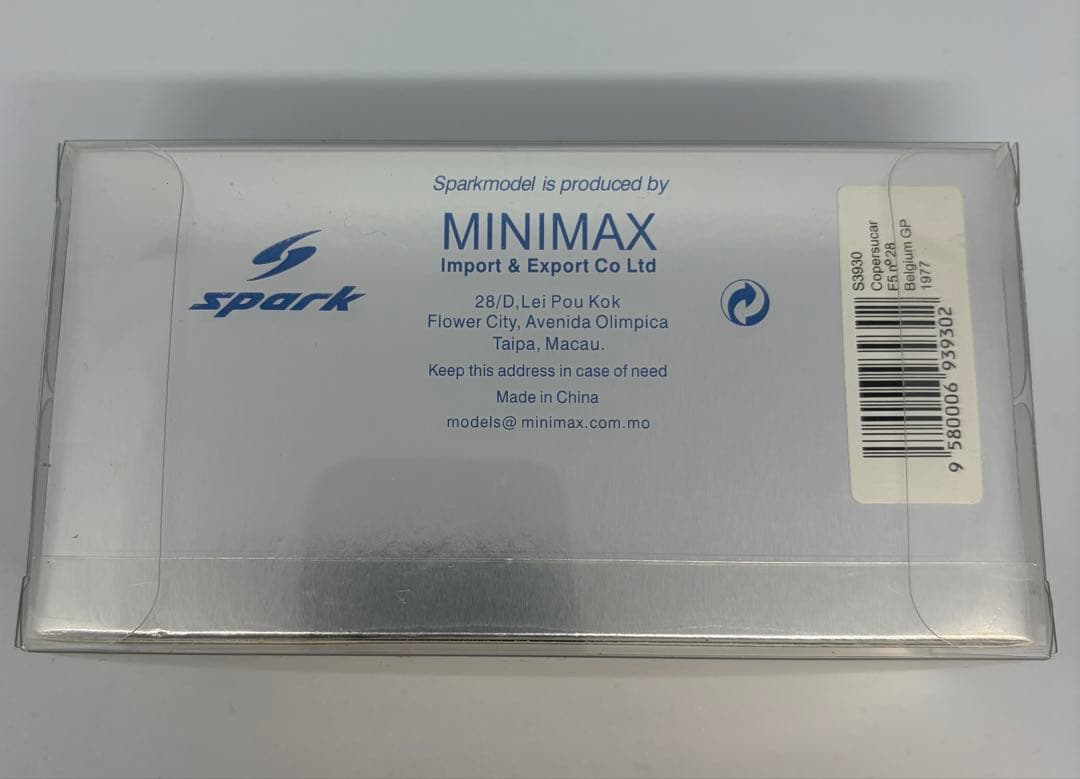 Sparkmodel is produced by
MINIMAX
Import & Export Co Ltd
spark
28/D,Lei Pou Kok
Flower City, Avenida Olimpica
Taipa, Macau.
Keep this address in case of need
Made in China
models@ minimax.com.mo
S3930
Copersucar
F5 nº28
Belgium GP
1977
9 580006 939302